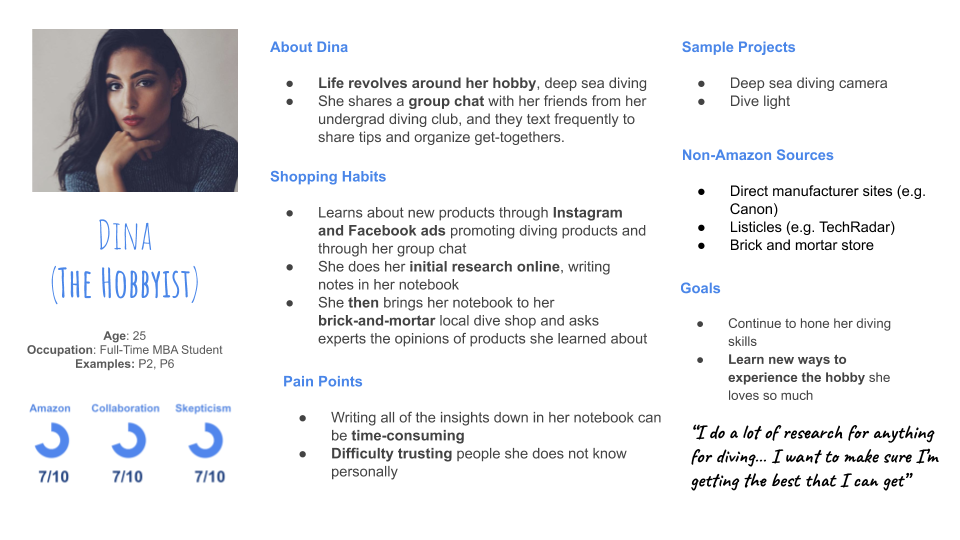 Dina
(The Hobbyist)
Age: 25
Occupation: Full-Time MBA Student
Examples: P2, P6
Amazon Collaboration Skepticism
7/10 7/10 7/10
About Dina
● Life revolves around her hobby, deep sea diving
● She shares a group chat with her friends from her
undergrad diving club, and they text frequently to
share tips and organize get-togethers.
Shopping Habits
● Learns about new products through Instagram
and Facebook ads promoting diving products and
through her group chat
● She does her initial research online, writing
notes in her notebook
● She then brings her notebook to her
brick-and-mortar local dive shop and asks
experts the opinions of products she learned about
Pain Points
● Writing all of the insights down in her notebook can
be time-consuming
● Difficulty trusting people she does not know
personally
Sample Projects
● Deep sea diving camera
● Dive light
Non-Amazon Sources
● Direct manufacturer sites (e.g.
Canon)
● Listicles (e.g. TechRadar)
● Brick and mortar store
Goals
● Continue to hone her diving
skills
● Learn new ways to
experience the hobby she
loves so much
“I do a lot of research for anything
for diving… I want to make sure I’m
getting the best that I can get”